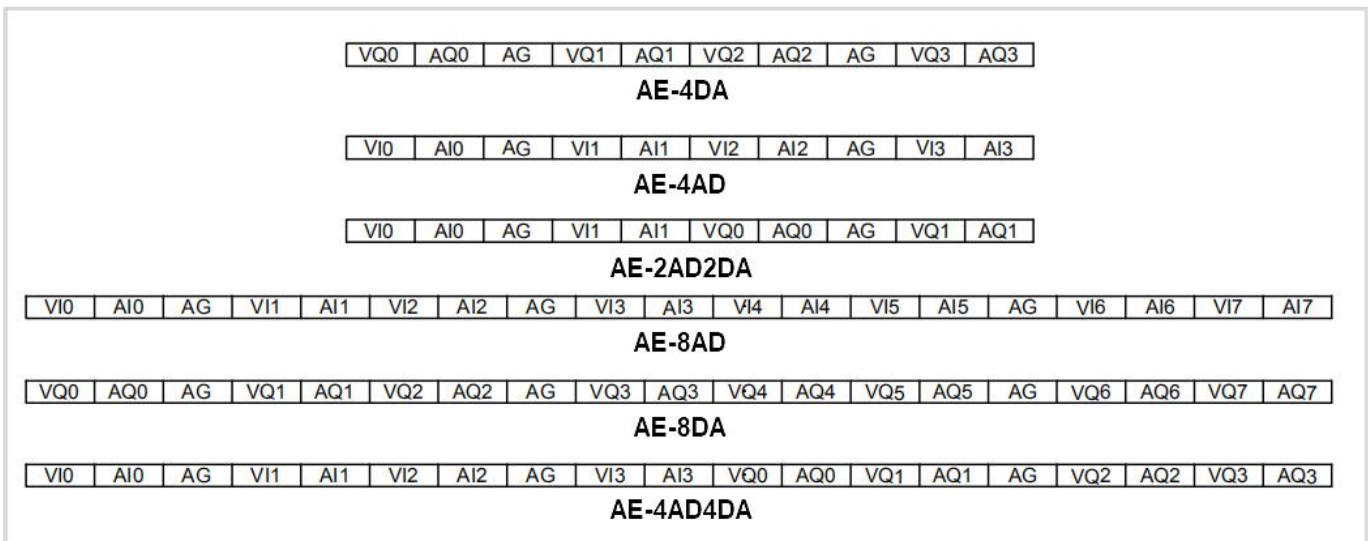 VQ0 AQ0 AG VQ1 AQ1 VQ2 AQ2 AG VQ3 AQ3
AE-4DA
VI0 AI0 AG VI1 AI1 VI2 AI2 AG VI3 AI3
AE-4AD
VI0 AI0 AG VI1 AI1 VQ0 AQ0 AG VQ1 AQ1
AE-2AD2DA
VI0 AI0 AG VI1 AI1 VI2 AI2 AG VI3 AI3 VI4 AI4 VI5 AI5 AG VI6 AI6 VI7 AI7
AE-8AD
VQ0 AQ0 AG VQ1 AQ1 VQ2 AQ2 AG VQ3 AQ3 VQ4 AQ4 VQ5 AQ5 AG VQ6 AQ6 VQ7 AQ7
AE-8DA
VI0 AI0 AG VI1 AI1 VI2 AI2 AG VI3 AI3 VQ0 AQ0 VQ1 AQ1 AG VQ2 AQ2 VQ3 AQ3
AE-4AD4DA